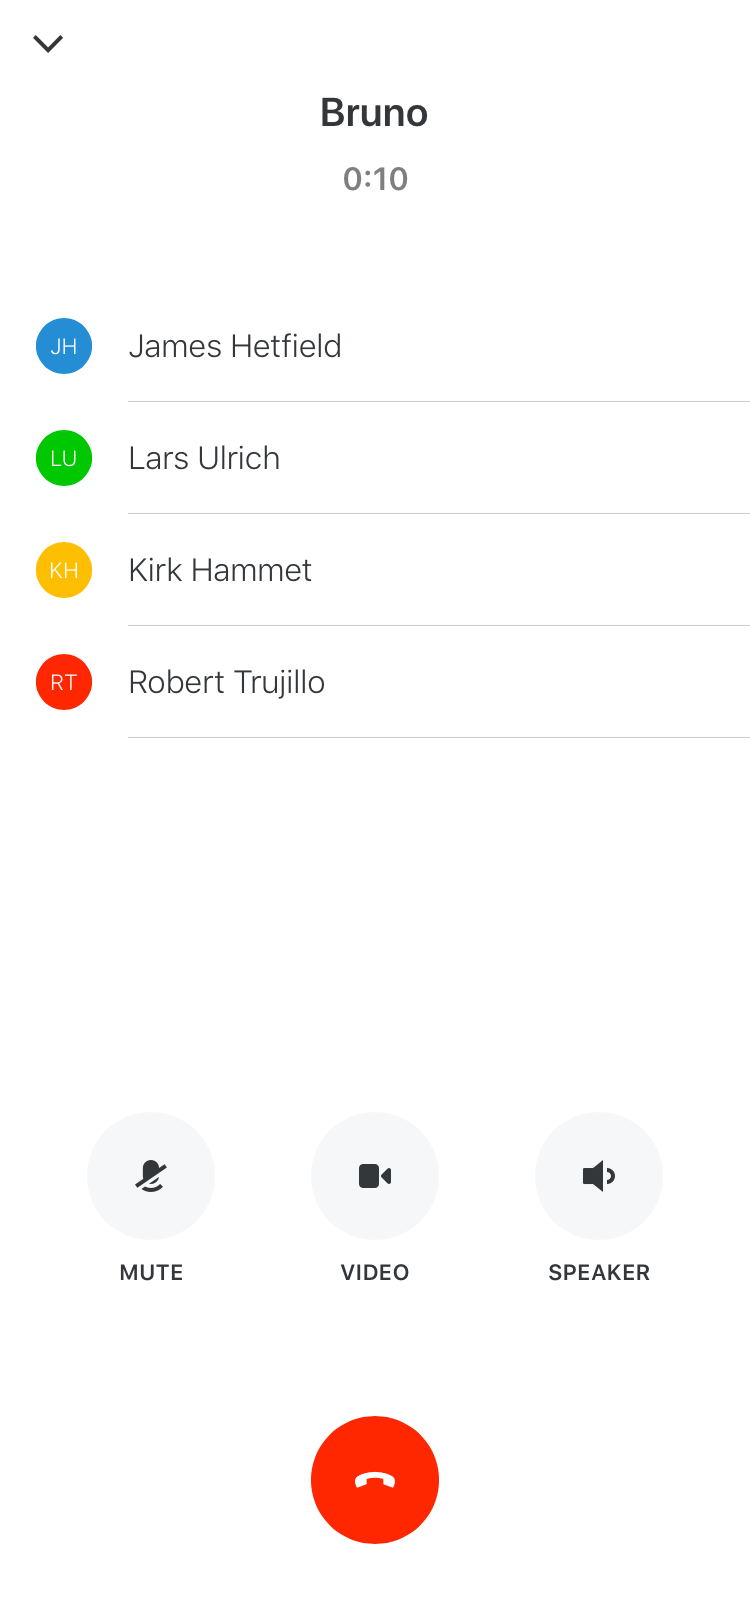 Bruno
0:10
JH James Hetfield
LU Lars Ulrich
KH Kirk Hammet
RT Robert Trujillo
MUTE VIDEO SPEAKER